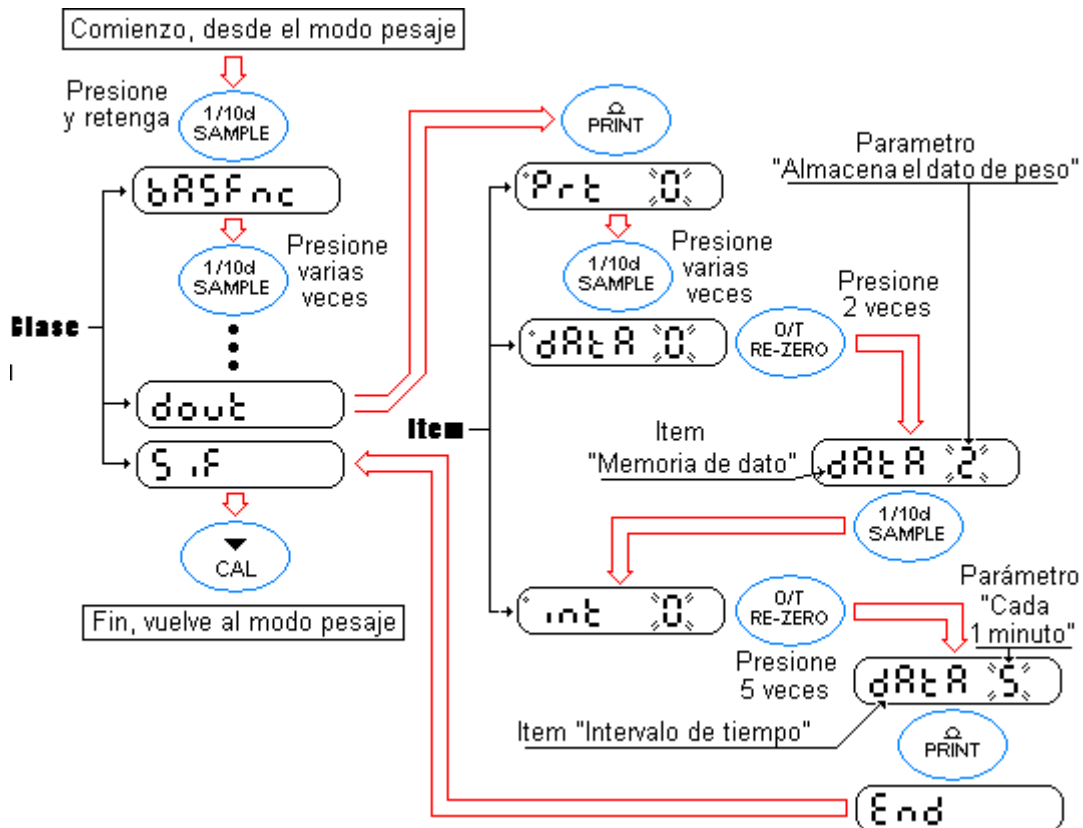 Comienzo, desde el modo pesaje
Presione
y retenga
1/10d
SAMPLE
bASFnc
1/10d
SAMPLE
Presione
varias
veces
Clase
dout
S iF
CAL
Fin, vuelve al modo pesaje
PRINT
Prt 0
1/10d
SAMPLE
Presione
varias
veces
dAtA 0
O/T
RE-ZERO
Presione
2 veces
Parametro
"Almacena el dato de peso"
Item
Item
"Memoria de dato"
dAtA 2
1/10d
SAMPLE
int 0
O/T
RE-ZERO
Presione
5 veces
Parámetro
"Cada
1 minuto"
dAtA 5
Item "Intervalo de tiempo"
PRINT
End